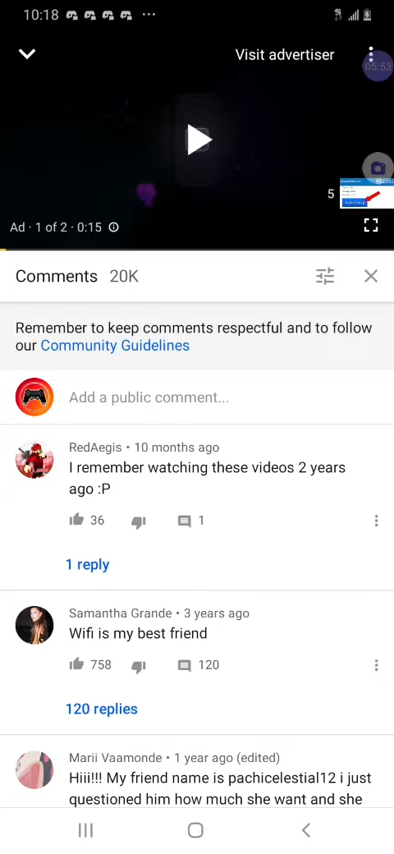 10:18
Visit advertiser
05:53
5
Ad · 1 of 2 · 0:15
Comments 20K
Remember to keep comments respectful and to follow
our Community Guidelines
Add a public comment...
RedAegis • 10 months ago
I remember watching these videos 2 years
ago :P
36 1
1 reply
Samantha Grande • 3 years ago
Wifi is my best friend
758 120
120 replies
Marii Vaamonde • 1 year ago (edited)
Hiii!!! My friend name is pachicelestial12 i just
questioned him how much she want and she